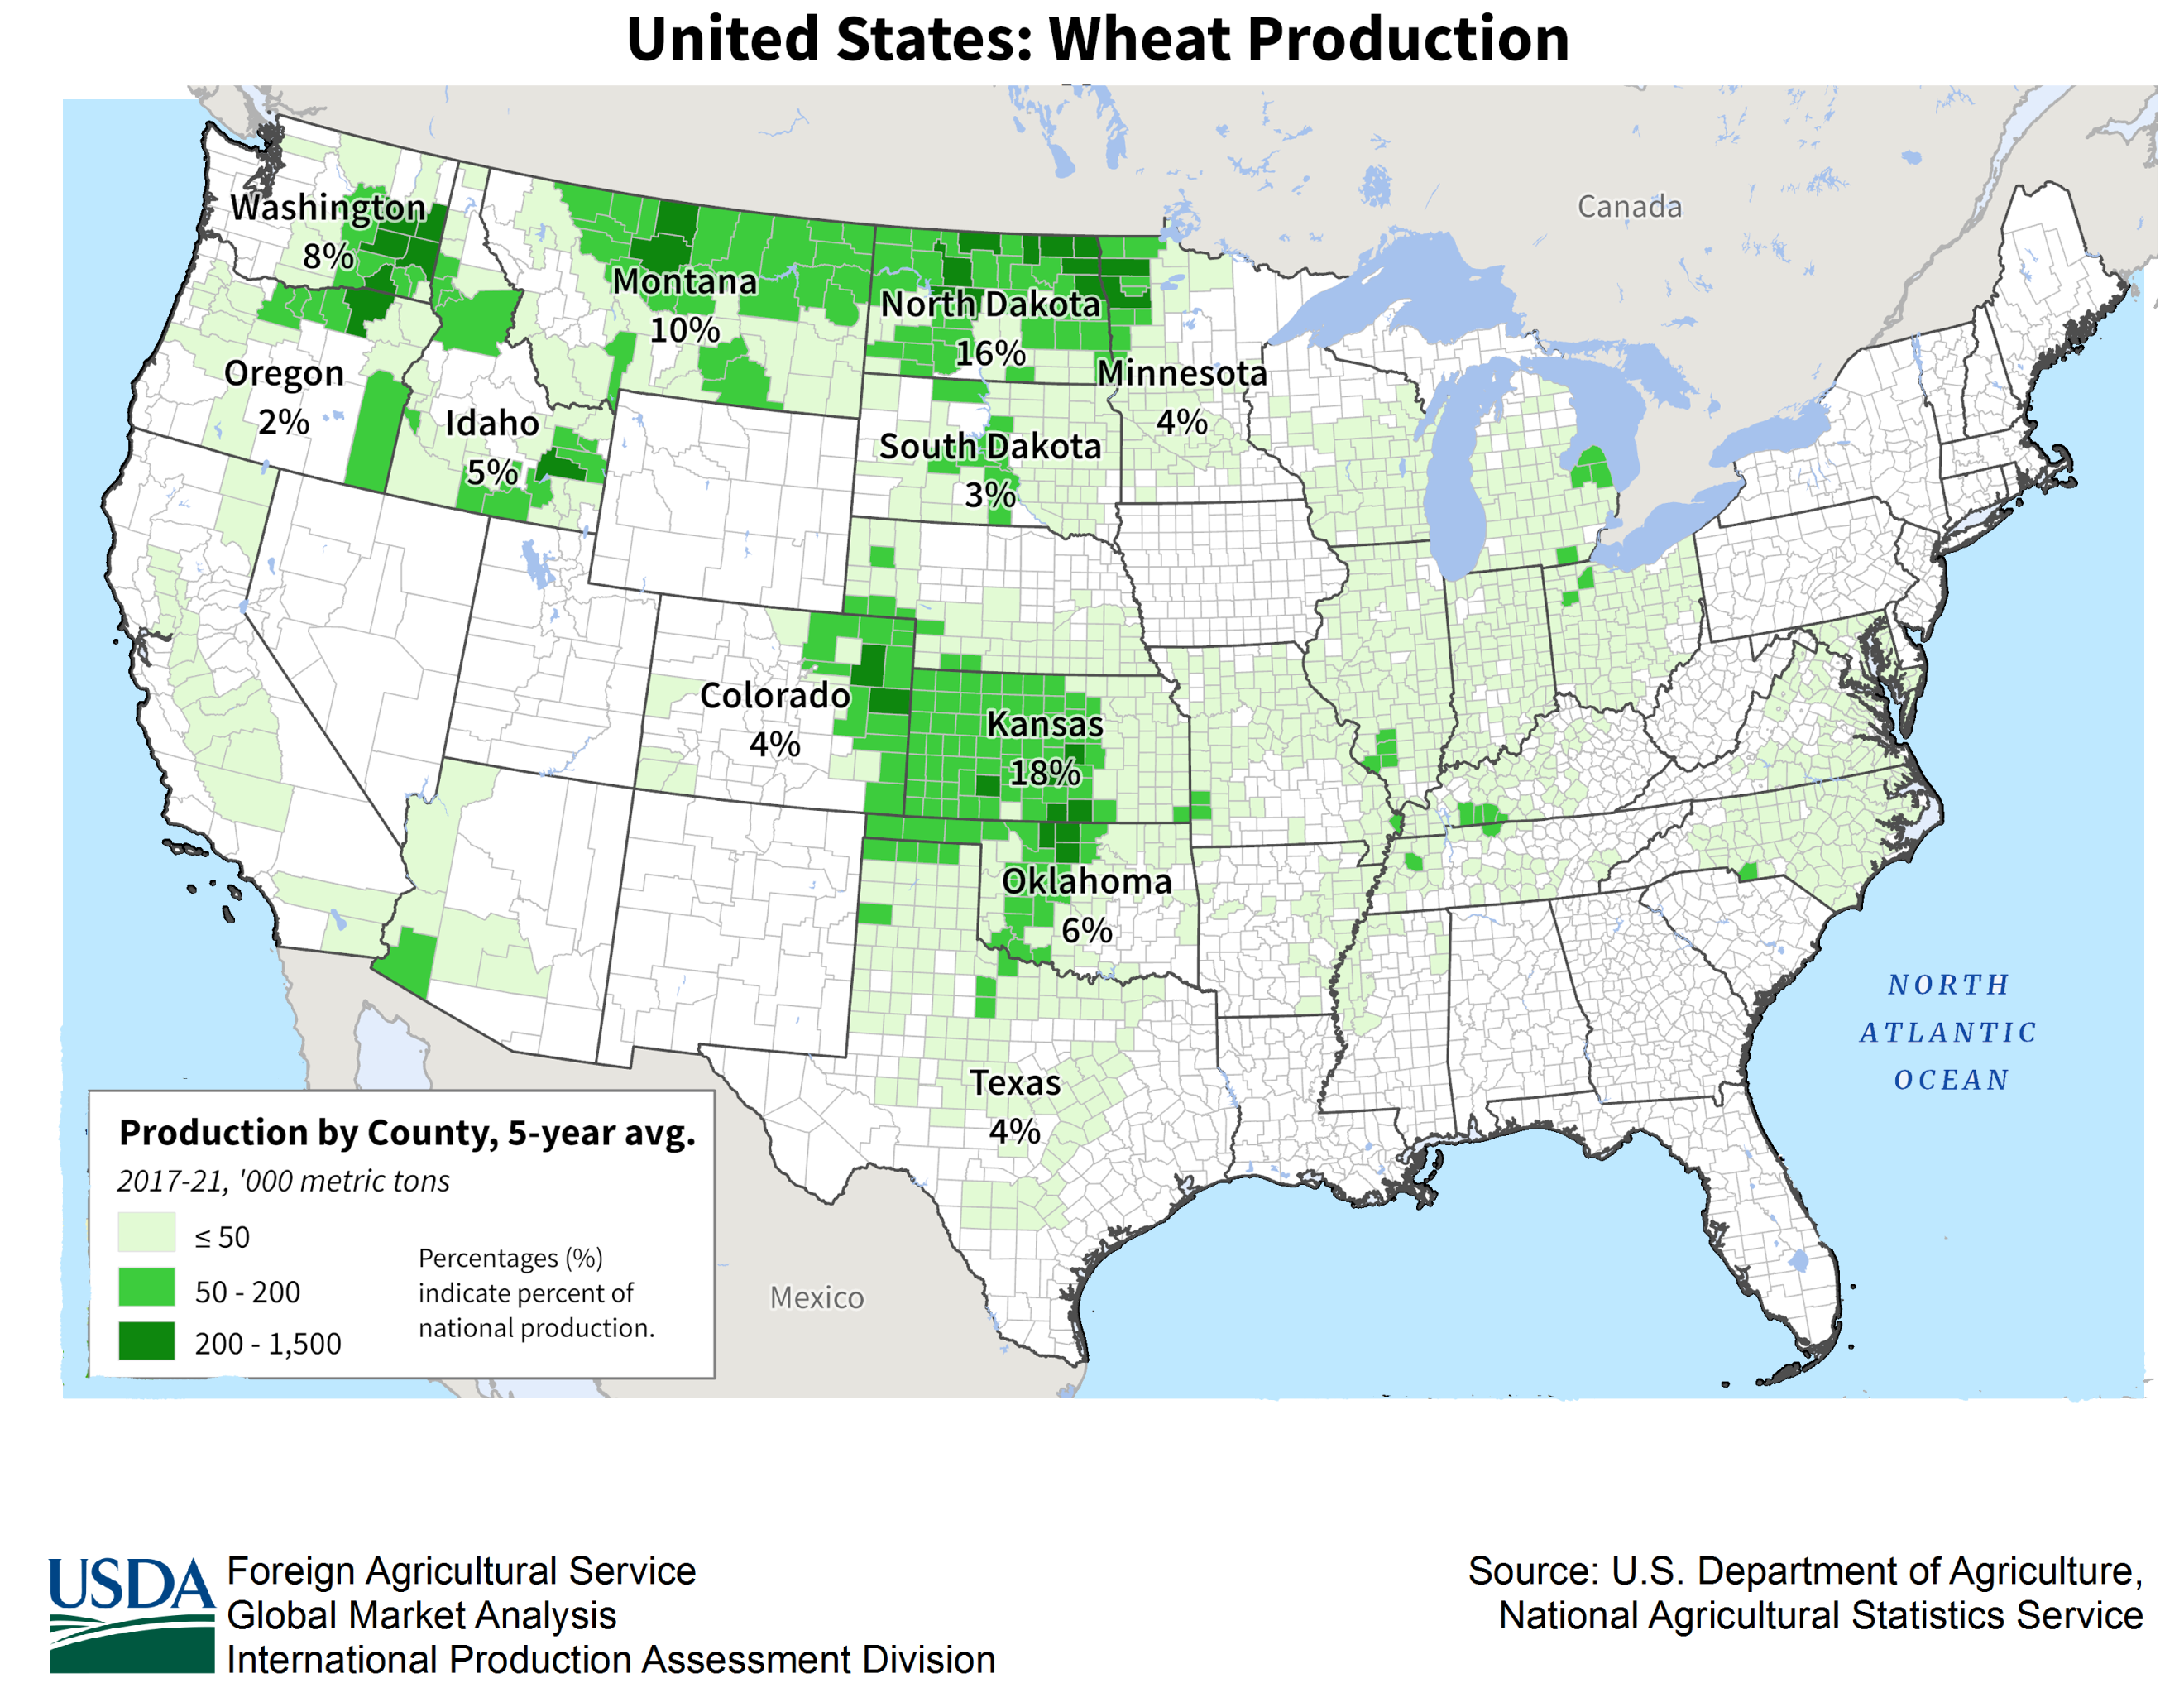 United States: Wheat Production
Canada
Washington
8%
Montana
10%
North Dakota
16%
Minnesota
4%
Oregon
2%
Idaho
5%
South Dakota
3%
Colorado
4%
Kansas
18%
Oklahoma
6%
NORTH
ATLANTIC
OCEAN
Texas
4%
Mexico
Production by County, 5-year avg.
2017-21, '000 metric tons
≤ 50
50 - 200
200 - 1,500
Percentages (%)
indicate percent of
national production.
USDA
Foreign Agricultural Service
Global Market Analysis
International Production Assessment Division
Source: U.S. Department of Agriculture,
National Agricultural Statistics Service